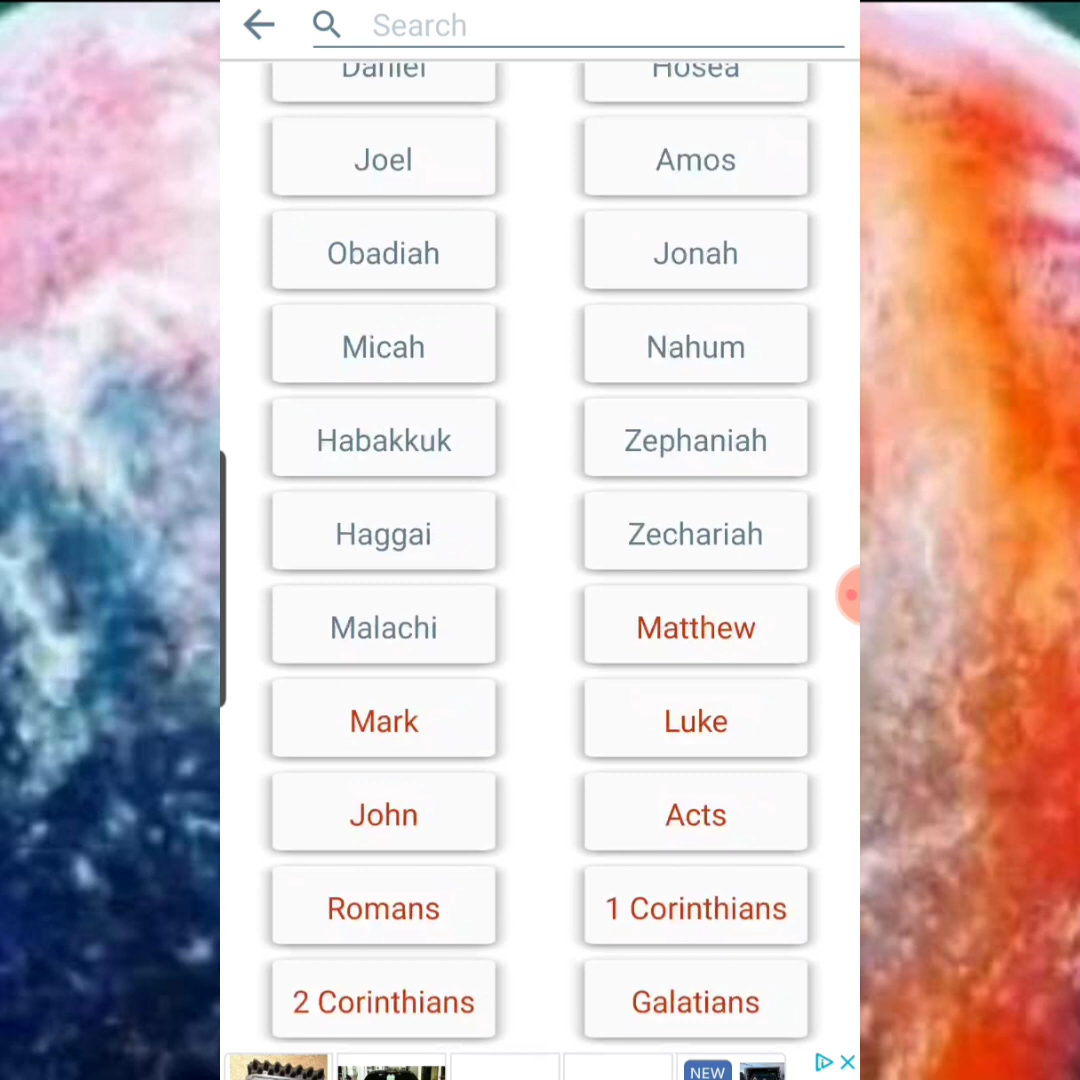 Search
Daniel Hosea
Joel Amos
Obadiah Jonah
Micah Nahum
Habakkuk Zephaniah
Haggai Zechariah
Malachi Matthew
Mark Luke
John Acts
Romans 1 Corinthians
2 Corinthians Galatians
NEW